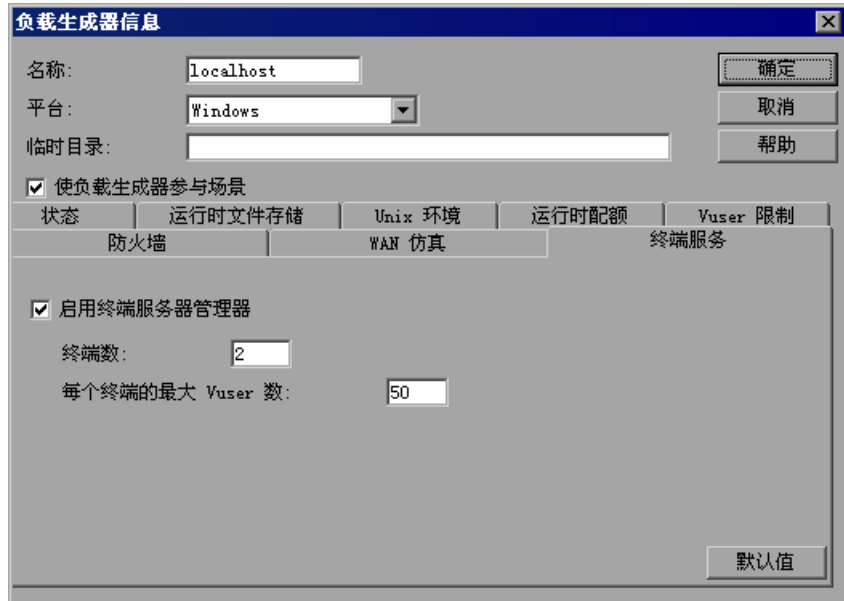 负载生成器信息
名称: localhost 确定
平台: Windows 取消
临时目录: 帮助
使负载生成器参与场景
状态 运行时文件存储 Unix 环境 运行时配额 Vuser 限制
防火墙 WAN 仿真 终端服务
启用终端服务器管理器
终端数: 2
每个终端的最大 Vuser 数: 50
默认值